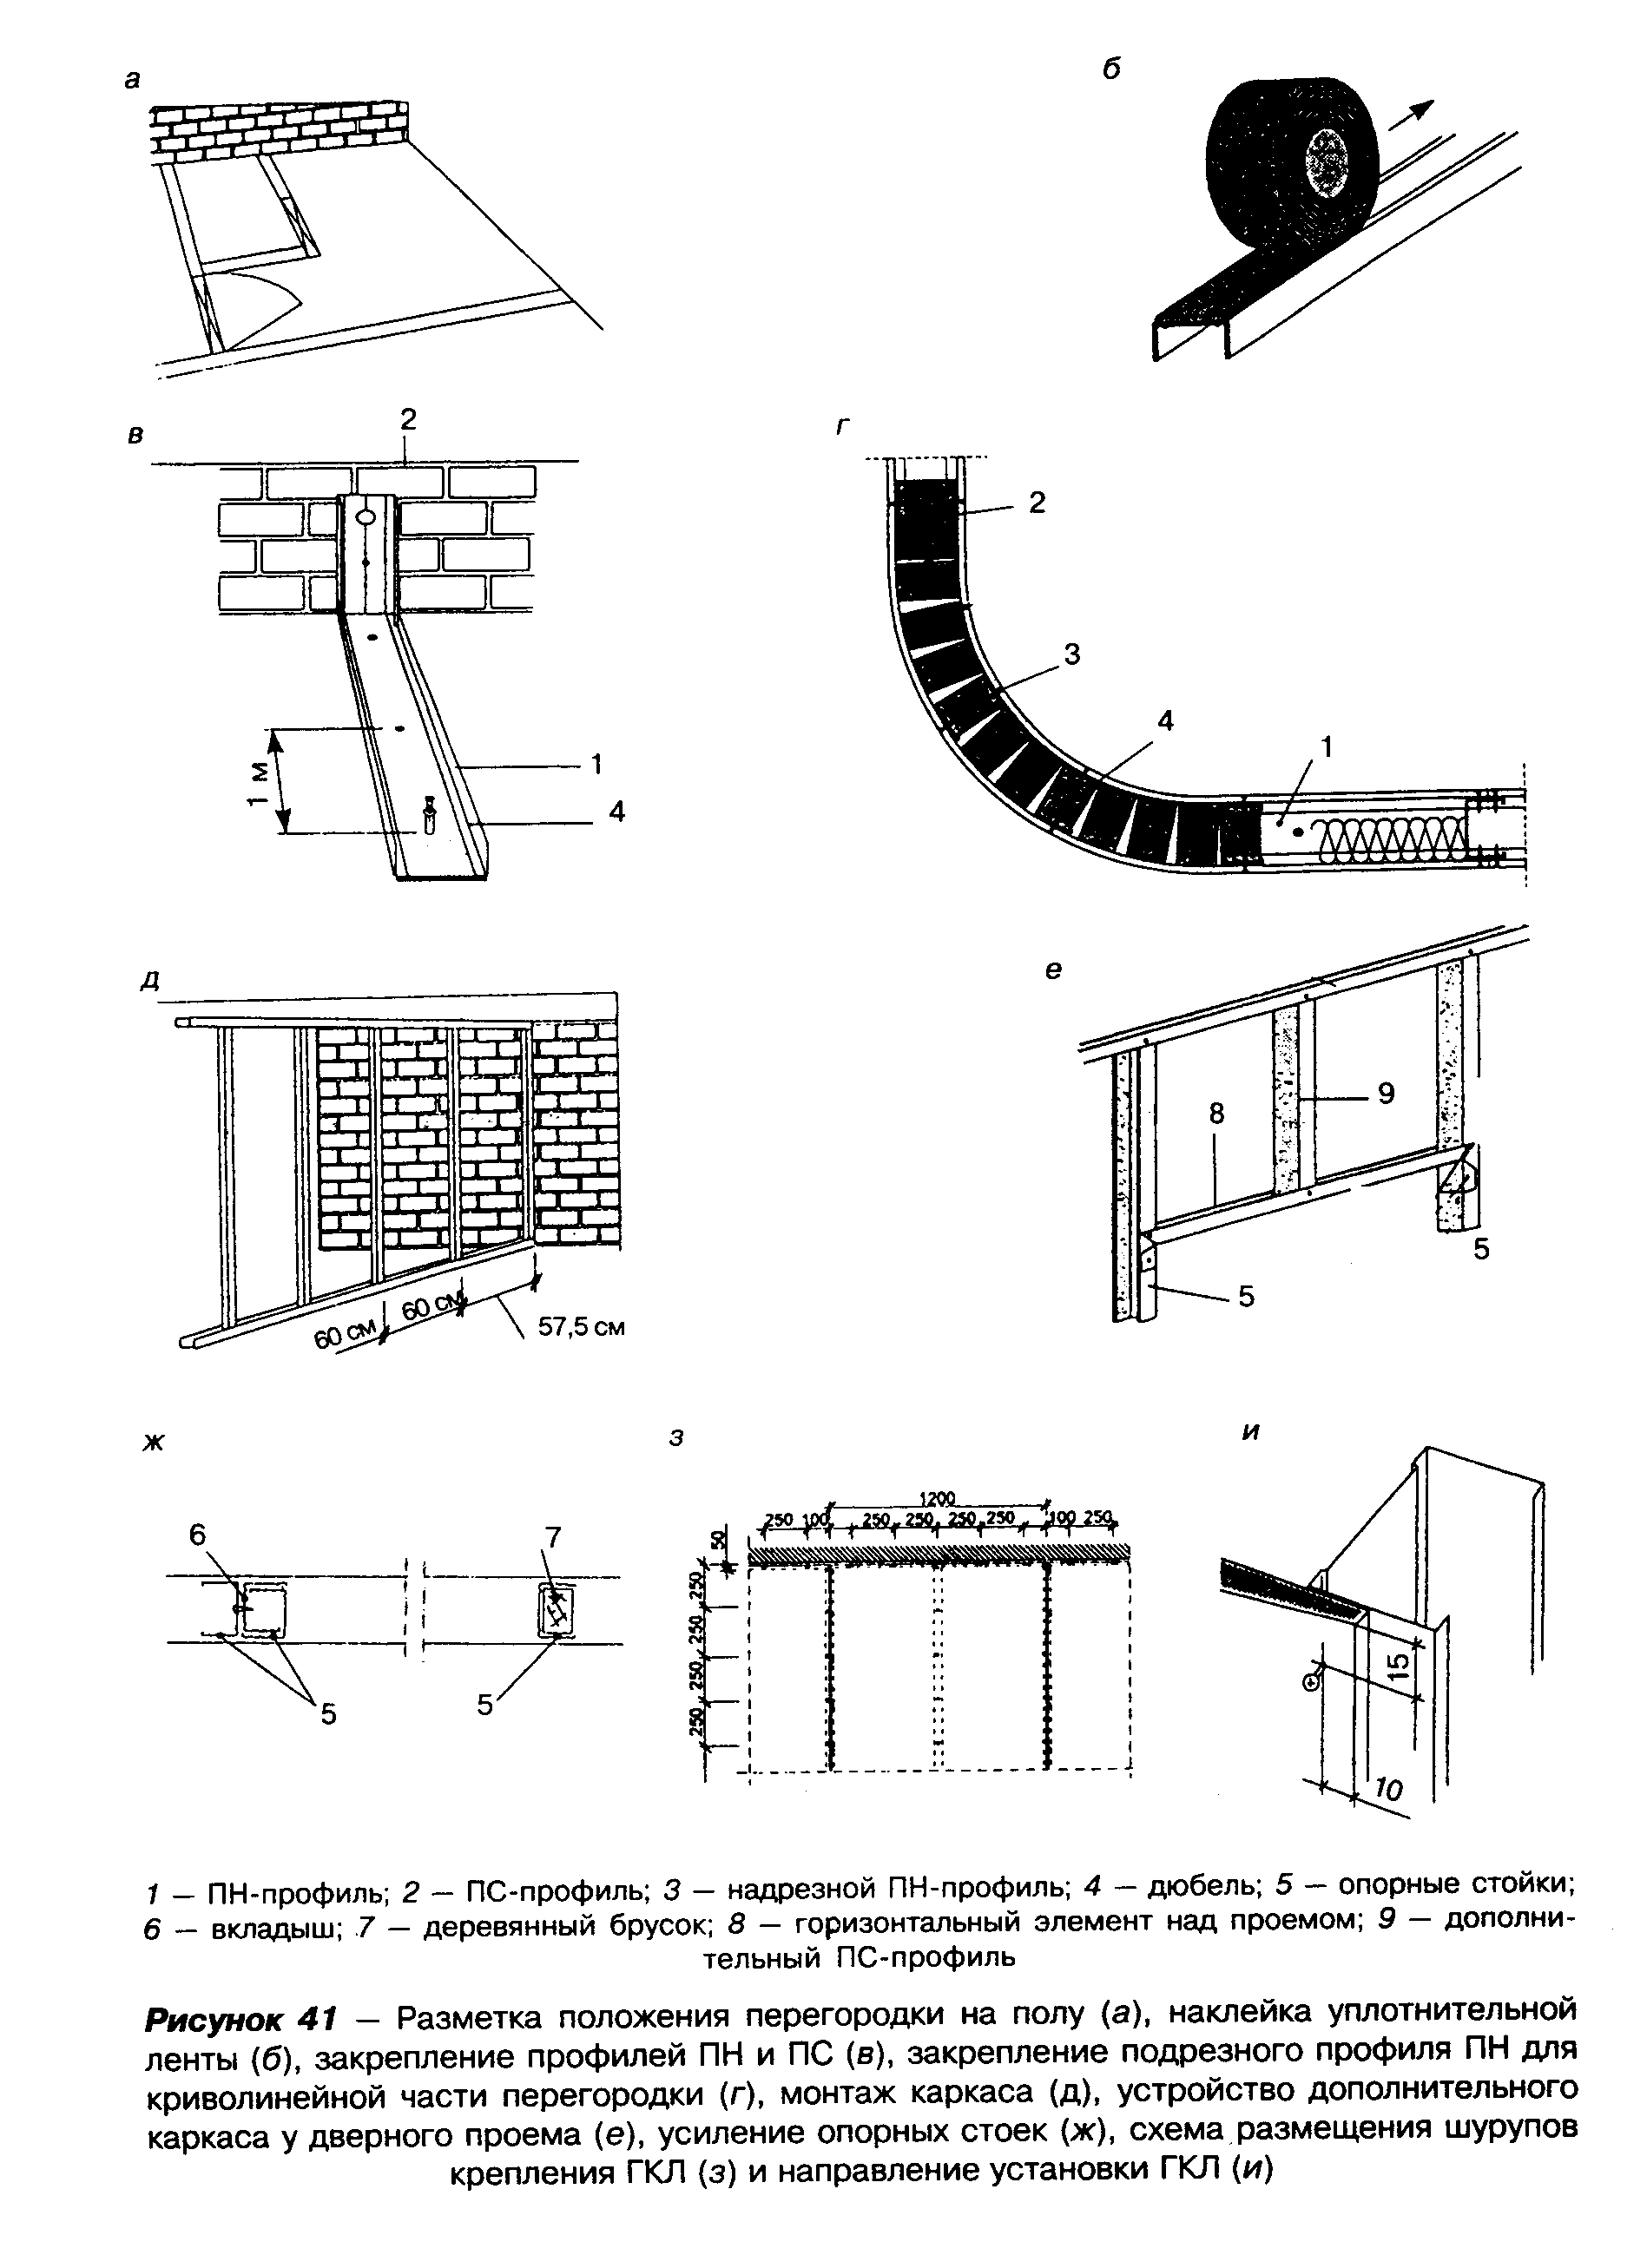 а
б
в
2
1 м
1
4
г
2
3
4
1
д
60 см
60 см
57,5 см
е
8
9
5
5
ж
6
7
5
5
з
1200
250 100 250 250 250 250 100 250
50
250
250
250
250
и
15
10
1 — ПН-профиль; 2 — ПС-профиль; 3 — надрезной ПН-профиль; 4 — дюбель; 5 — опорные стойки;
6 — вкладыш; 7 — деревянный брусок; 8 — горизонтальный элемент над проемом; 9 — дополни-
тельный ПС-профиль
Рисунок 41 — Разметка положения перегородки на полу (а), наклейка уплотнительной
ленты (б), закрепление профилей ПН и ПС (в), закрепление подрезного профиля ПН для
криволинейной части перегородки (г), монтаж каркаса (д), устройство дополнительного
каркаса у дверного проема (е), усиление опорных стоек (ж), схема размещения шурупов
крепления ГКЛ (з) и направление установки ГКЛ (и)